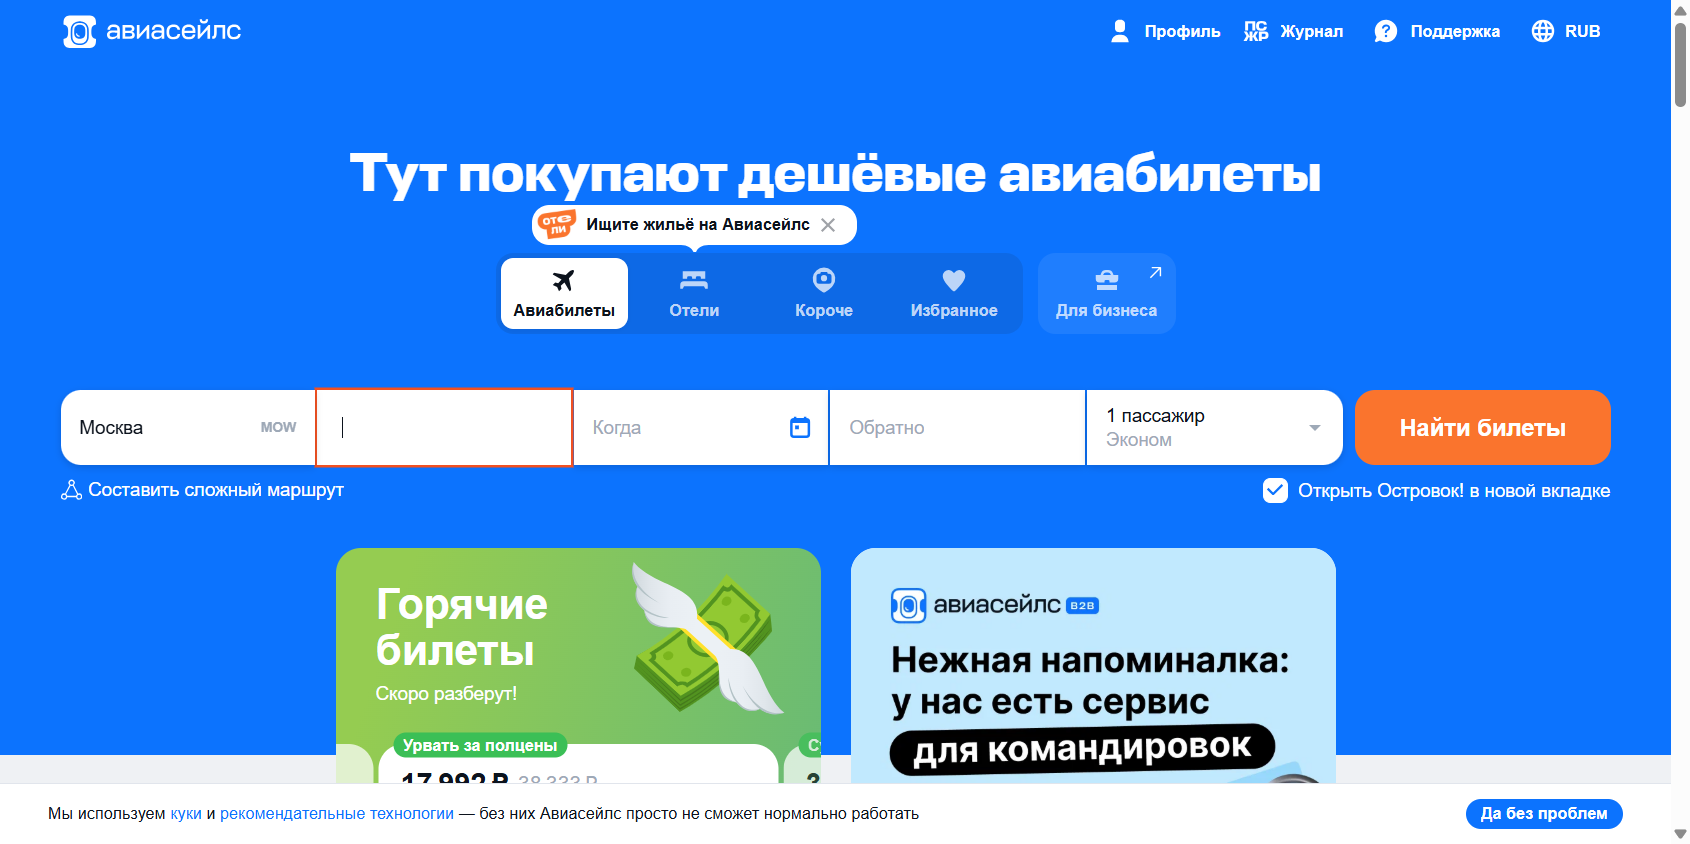 авиасейлс
Профиль
ПС ЖР Журнал
Поддержка
RUB
Тут покупают дешёвые авиабилеты
ОТЕЛИ Ищите жильё на Авиасейлс
Авиабилеты
Отели
Короче
Избранное
Для бизнеса
Москва MOW
Когда
Обратно
1 пассажир
Эконом
Найти билеты
Составить сложный маршрут
Открыть Островок! в новой вкладке
Горячие
билеты
Скоро разберут!
Урвать за полцены
17 992 ₽ 38 333 ₽
авиасейлс B2B
Нежная напоминалка:
у нас есть сервис
для командировок
Мы используем куки и рекомендательные технологии — без них Авиасейлс просто не сможет нормально работать
Да без проблем